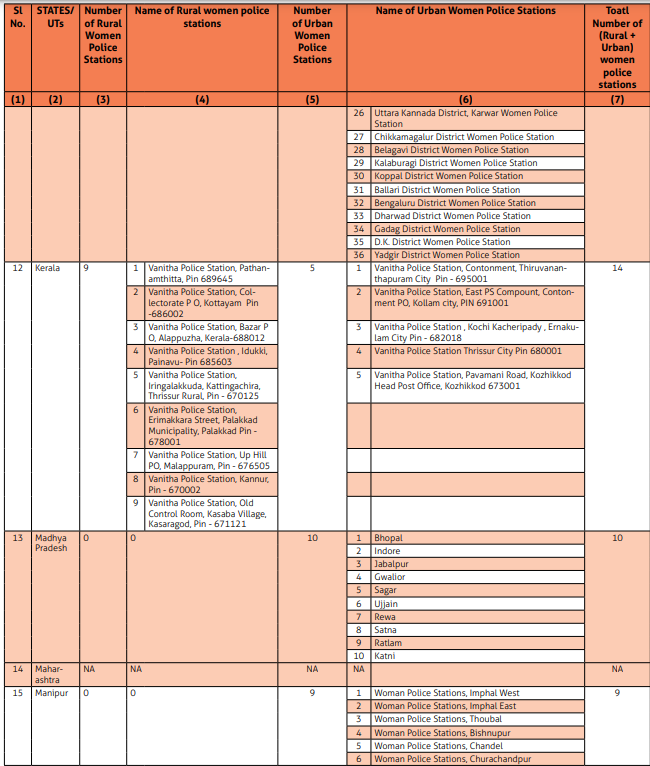 Sl No. STATES/ UTs Number of Rural Women Police Stations Name of Rural women police stations Number of Urban Women Police Stations Name of Urban Women Police Stations Toatl Number of (Rural + Urban) women police stations
(1) (2) (3) (4) (5) (6) (7)
26 Uttara Kannada District, Karwar Women Police
Station
27 Chikkamagalur District Women Police Station
28 Belagavi District Women Police Station
29 Kalaburagi District Women Police Station
30 Koppal District Women Police Station
31 Ballari District Women Police Station
32 Bengaluru District Women Police Station
33 Dharwad District Women Police Station
34 Gadag District Women Police Station
35 D.K. District Women Police Station
36 Yadgir District Women Police Station
12 Kerala 9
1 Vanitha Police Station, Pathan-
amthitta, Pin 689645
2 Vanitha Police Station, Col-
lectorate P O, Kottayam Pin
-686002
3 Vanitha Police Station, Bazar P
O, Alappuzha, Kerala-688012
4 Vanitha Police Station , Idukki,
Painavu- Pin 685603
5 Vanitha Police Station,
Iringalakkuda, Kattingachira,
Thrissur Rural, Pin - 670125
6 Vanitha Police Station,
Erimakkara Street, Palakkad
Municipality, Palakkad Pin -
678001
7 Vanitha Police Station, Up Hill
PO, Malappuram, Pin - 676505
8 Vanitha Police Station, Kannur,
Pin - 670002
9 Vanitha Police Station, Old
Control Room, Kasaba Village,
Kasaragod, Pin - 671121
5
1 Vanitha Police Station, Contonment, Thiruvanan-
thapuram City Pin - 695001
2 Vanitha Police Station, East PS Compount, Conton-
ment PO, Kollam city, PIN 691001
3 Vanitha Police Station , Kochi Kacheripady , Ernaku-
lam City Pin - 682018
4 Vanitha Police Station Thrissur City Pin 680001
5 Vanitha Police Station, Pavamani Road, Kozhikkod
Head Post Office, Kozhikkod 673001
14
13 Madhya
Pradesh
0 0 10
1 Bhopal
2 Indore
3 Jabalpur
4 Gwalior
5 Sagar
6 Ujjain
7 Rewa
8 Satna
9 Ratlam
10 Katni
10
14 Mahar-
ashtra
NA NA NA NA NA
15 Manipur 0 0 9
1 Woman Police Stations, Imphal West
2 Woman Police Stations, Imphal East
3 Woman Police Stations, Thoubal
4 Woman Police Stations, Bishnupur
5 Woman Police Stations, Chandel
6 Woman Police Stations, Churachandpur
9